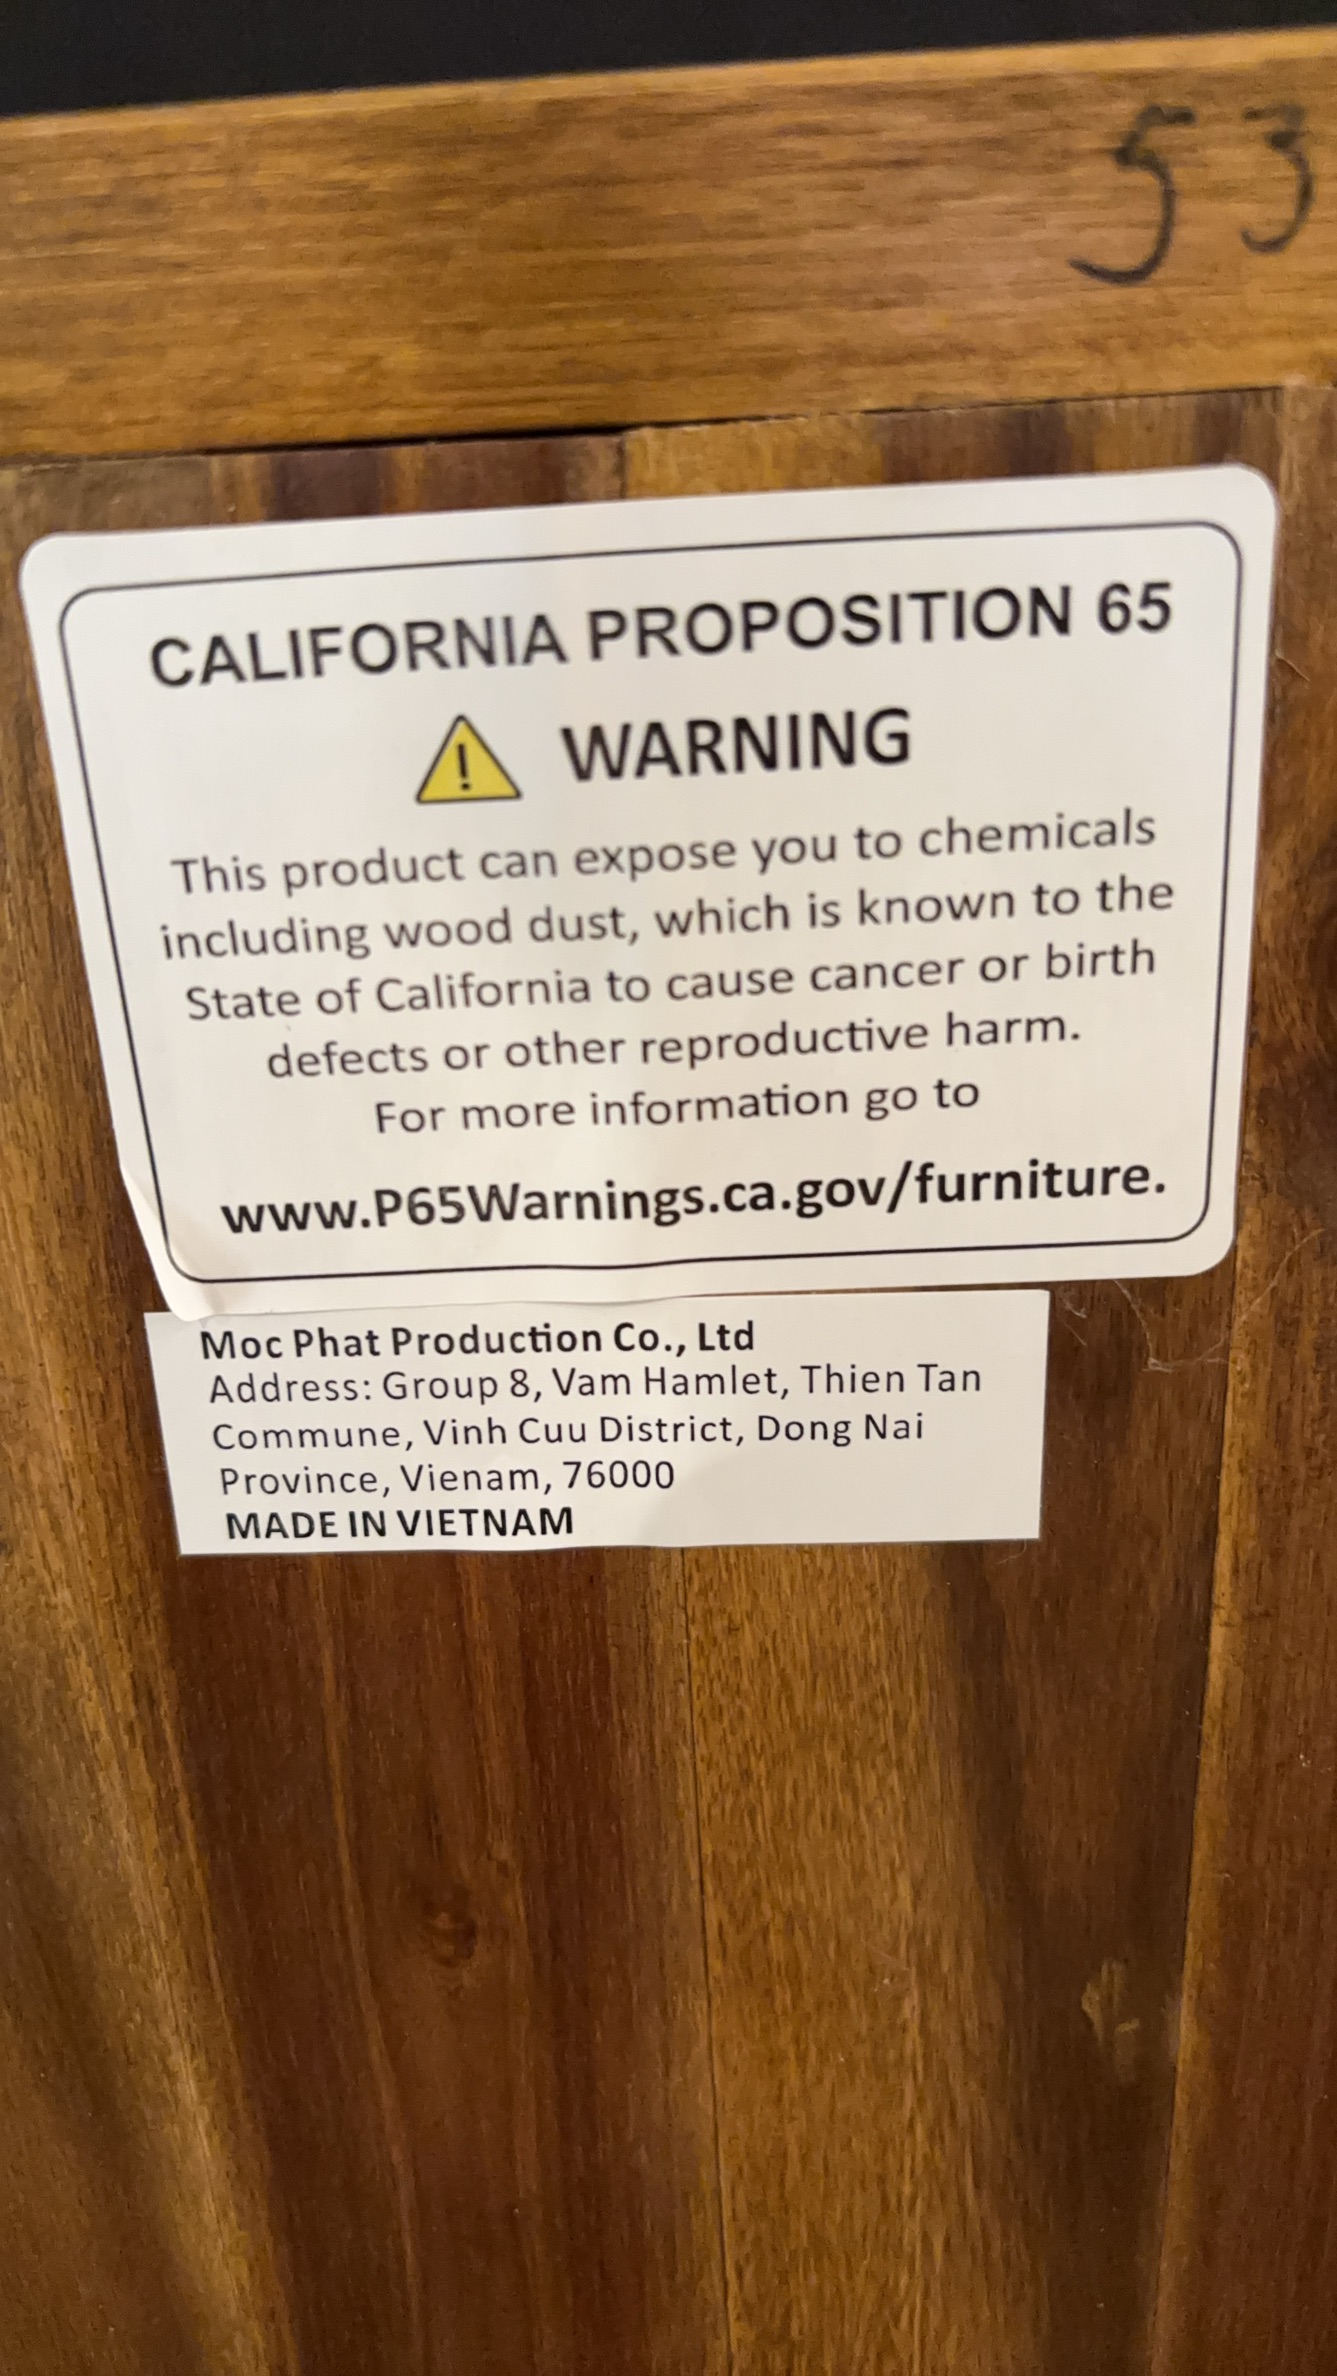 53
CALIFORNIA PROPOSITION 65
WARNING
This product can expose you to chemicals
including wood dust, which is known to the
State of California to cause cancer or birth
defects or other reproductive harm.
For more information go to
www.P65Warnings.ca.gov/furniture.
Moc Phat Production Co., Ltd
Address: Group 8, Vam Hamlet, Thien Tan
Commune, Vinh Cuu District, Dong Nai
Province, Vienam, 76000
MADE IN VIETNAM